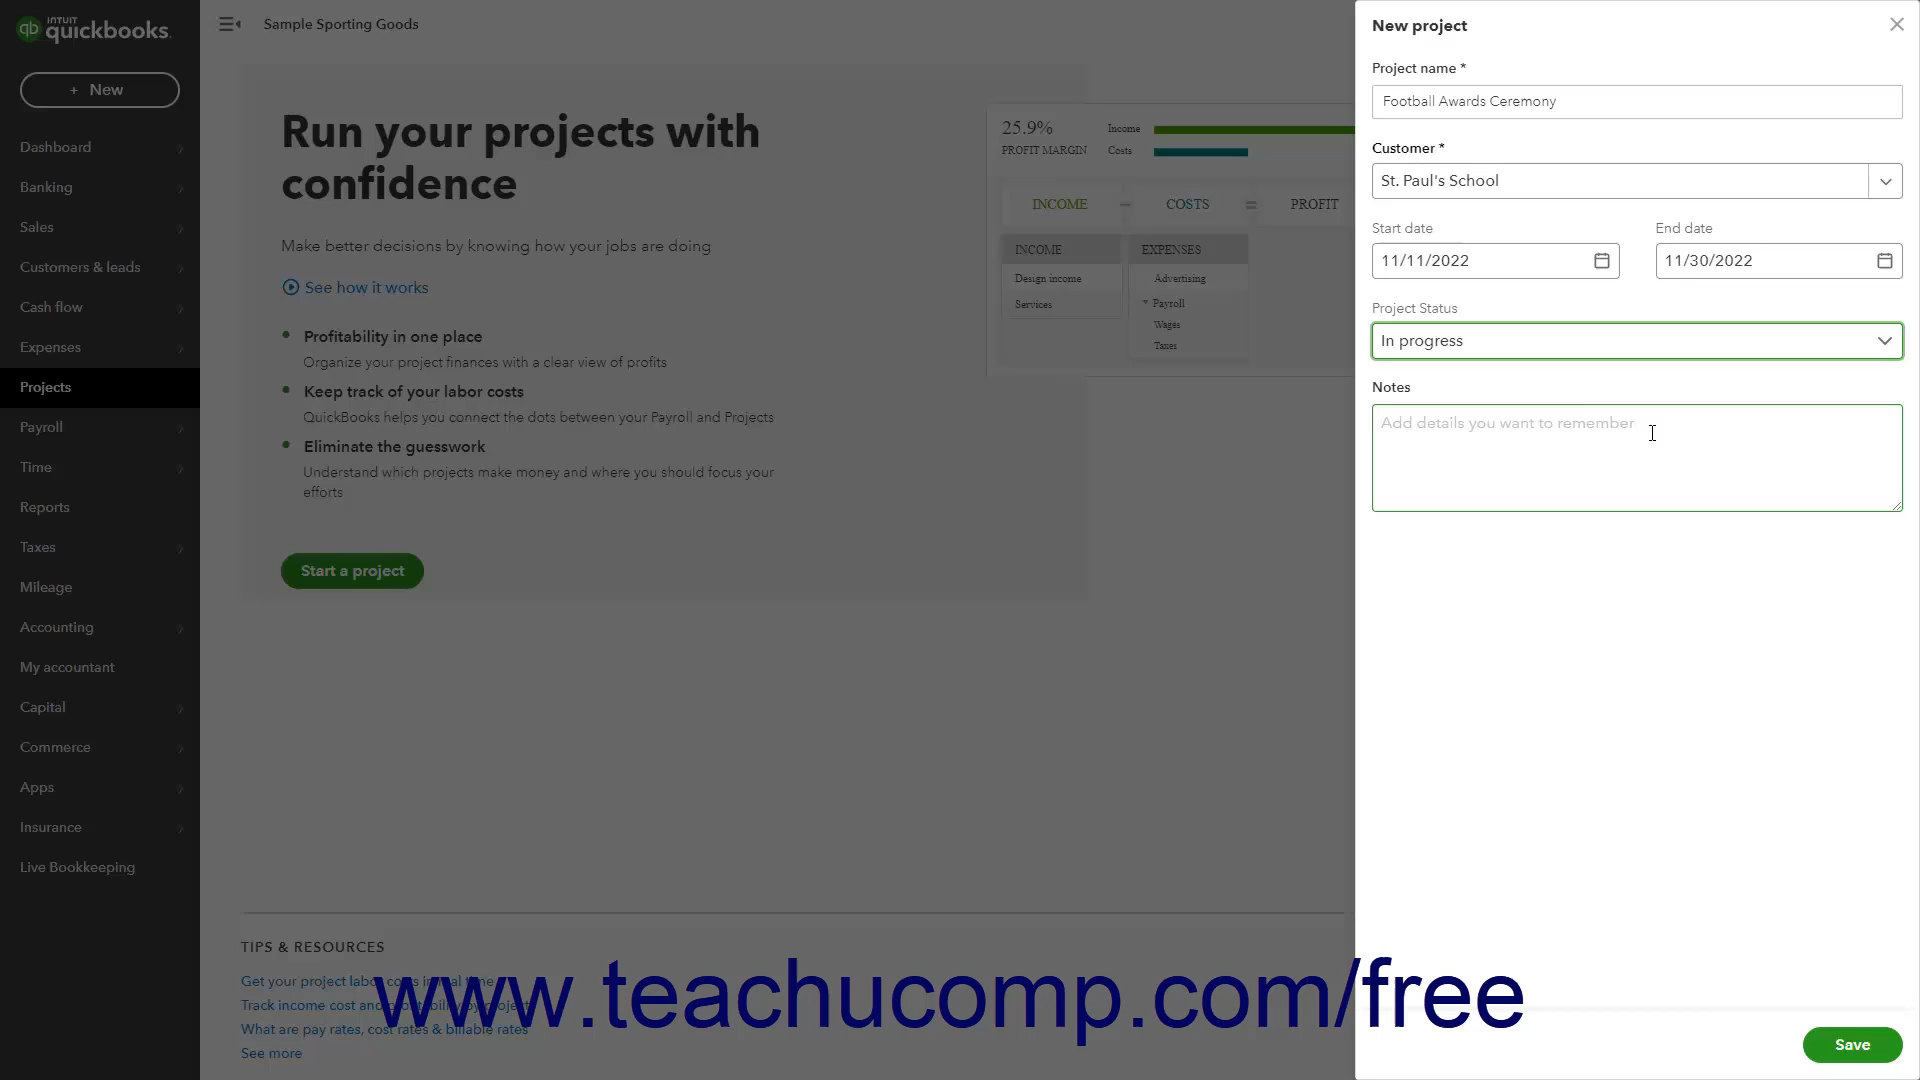 INTUIT
quickbooks.
Sample Sporting Goods
+ New
Dashboard
Banking
Sales
Customers & leads
Cash flow
Expenses
Projects
Payroll
Time
Reports
Taxes
Mileage
Accounting
My accountant
Capital
Commerce
Apps
Insurance
Live Bookkeeping
Run your projects with
confidence
Make better decisions by knowing how your jobs are doing
See how it works
Profitability in one place
Organize your project finances with a clear view of profits
Keep track of your labor costs
QuickBooks helps you connect the dots between your Payroll and Projects
Eliminate the guesswork
Understand which projects make money and where you should focus your
efforts
Start a project
25.9%
PROFIT MARGIN
Income
Costs
INCOME – COSTS = PROFIT
INCOME
Design income
Services
EXPENSES
Advertising
Payroll
Wages
Taxes
TIPS & RESOURCES
Get your project labor costs in real time
Track income cost and profitability by project
What are pay rates, cost rates & billable rates
See more
www.teachucomp.com/free
New project
Project name *
Football Awards Ceremony
Customer *
St. Paul's School
Start date
11/11/2022
End date
11/30/2022
Project Status
In progress
Notes
Add details you want to remember
Save